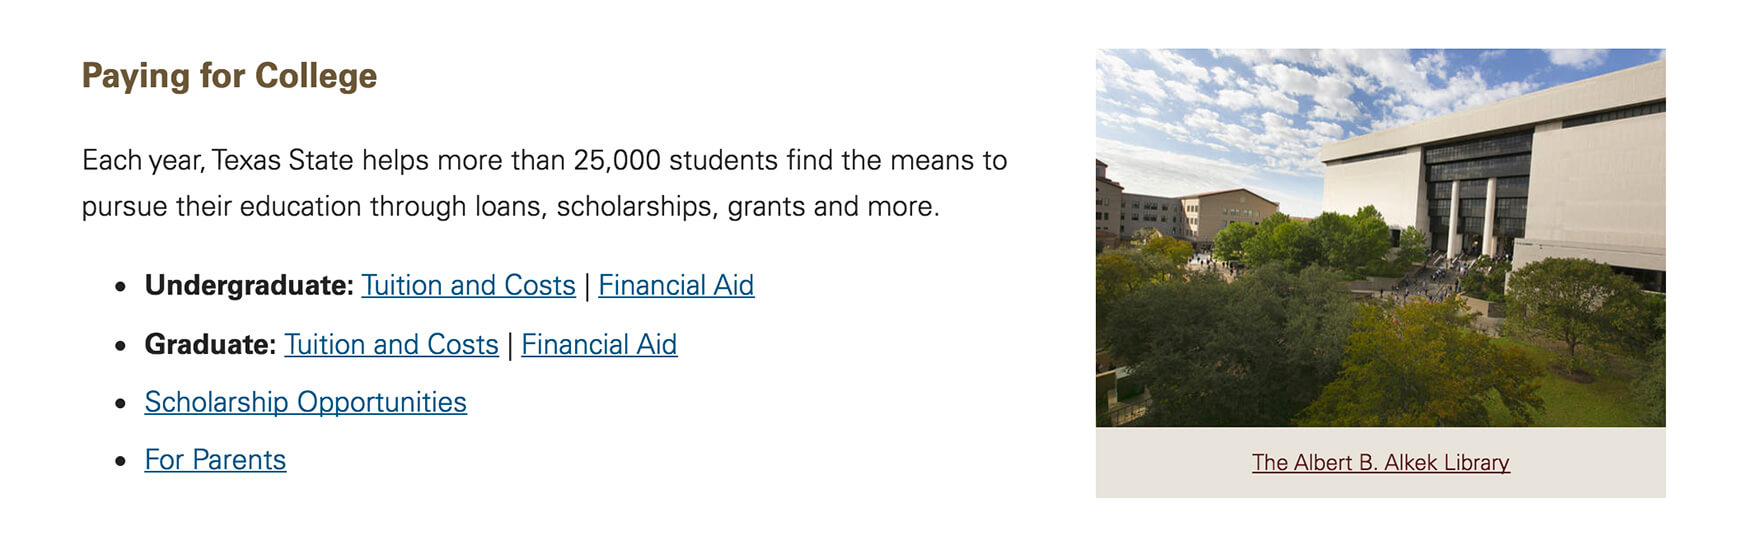 Paying for College
Each year, Texas State helps more than 25,000 students find the means to
pursue their education through loans, scholarships, grants and more.
• Undergraduate: Tuition and Costs | Financial Aid
• Graduate: Tuition and Costs | Financial Aid
• Scholarship Opportunities
• For Parents
The Albert B. Alkek Library